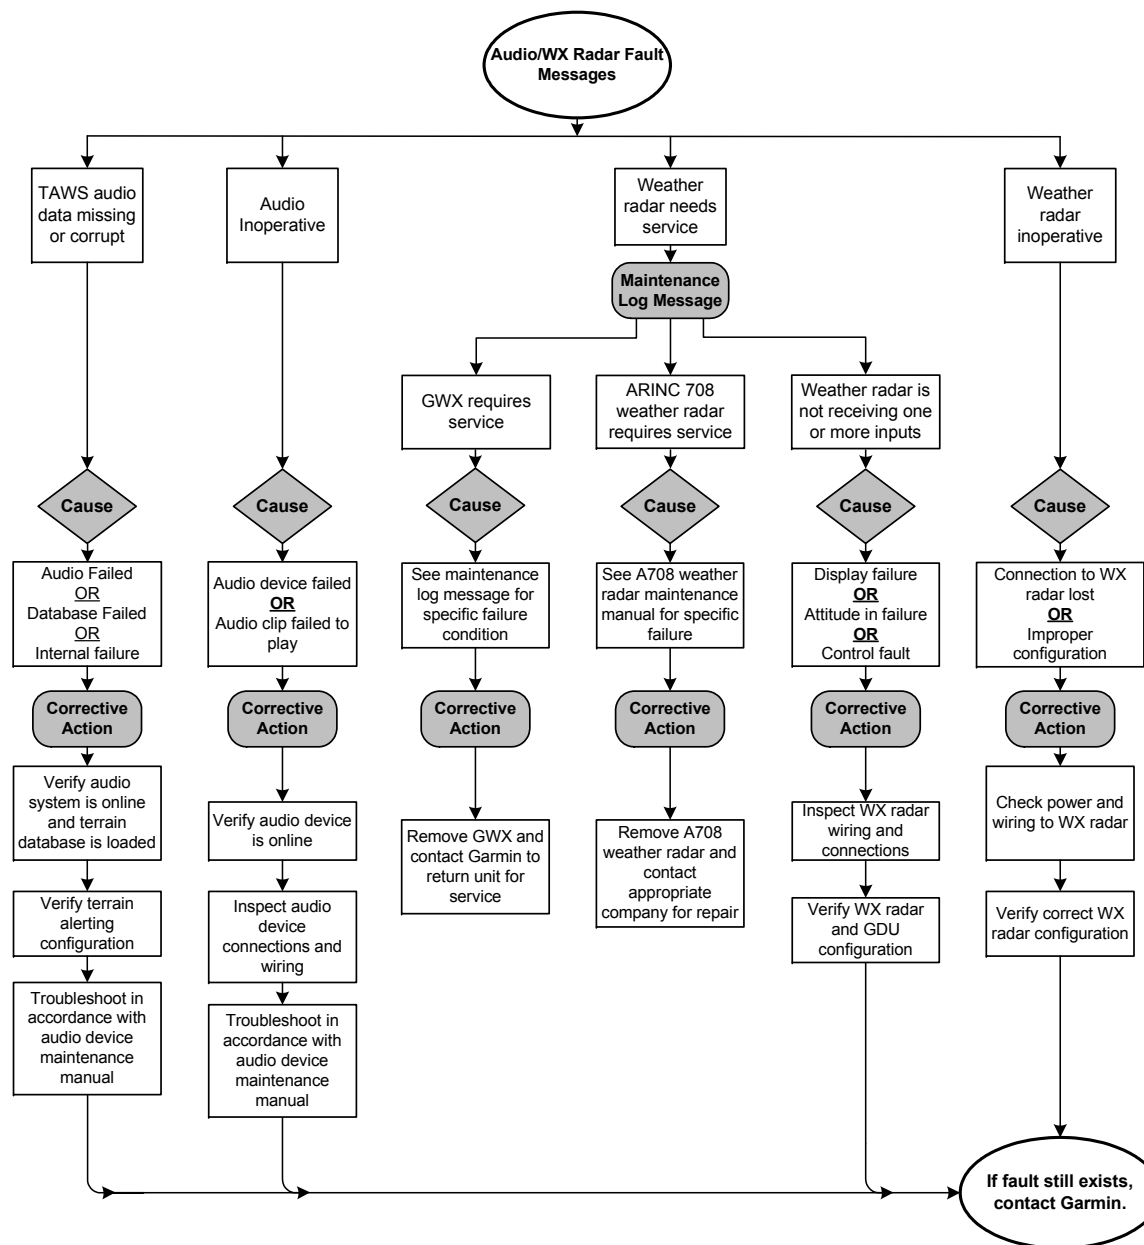 Audio/WX Radar Fault
Messages
TAWS audio
data missing
or corrupt
Audio
Inoperative
Weather
radar needs
service
Weather
radar
inoperative
Maintenance
Log Message
GWX requires
service
ARINC 708
weather radar
requires service
Weather radar is
not receiving one
or more inputs
Cause
Cause
Cause
Cause
Cause
Cause
Audio Failed
OR
Database Failed
OR
Internal failure
Audio device failed
OR
Audio clip failed to
play
See maintenance
log message for
specific failure
condition
See A708 weather
radar maintenance
manual for specific
failure
Display failure
OR
Attitude in failure
OR
Control fault
Connection to WX
radar lost
OR
Improper
configuration
Corrective
Action
Corrective
Action
Corrective
Action
Corrective
Action
Corrective
Action
Corrective
Action
Verify audio
system is online
and terrain
database is loaded
Verify audio device
is online
Remove GWX and
contact Garmin to
return unit for
service
Remove A708
weather radar and
contact
appropriate
company for repair
Inspect WX radar
wiring and
connections
Check power and
wiring to WX radar
Verify terrain
alerting
configuration
Inspect audio
device
connections and
wiring
Verify WX radar
and GDU
configuration
Verify correct WX
radar configuration
Troubleshoot in
accordance with
audio device
maintenance
manual
Troubleshoot in
accordance with
audio device
maintenance
manual
If fault still exists,
contact Garmin.